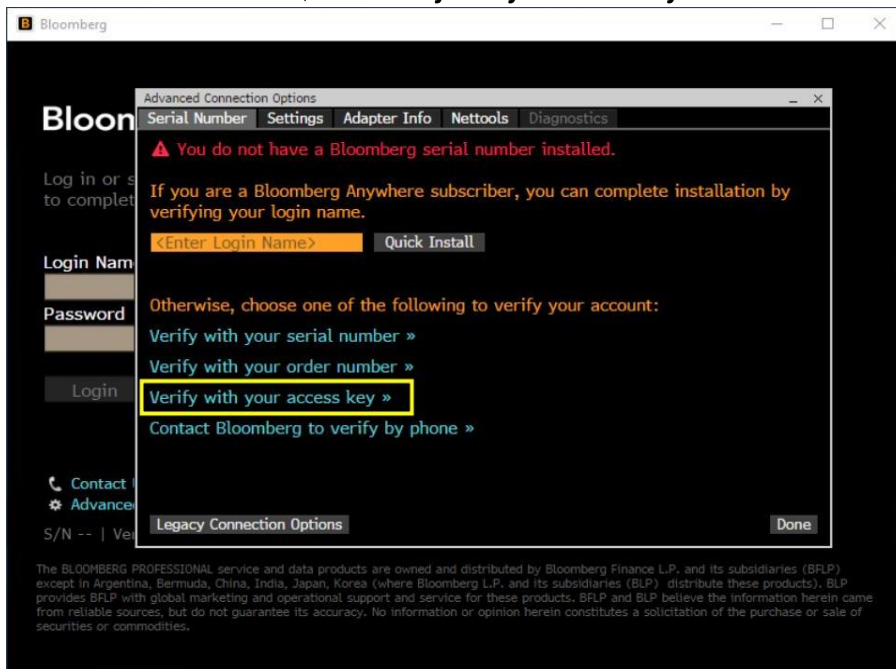 Bloomberg
Advanced Connection Options
Bloon
Serial Number Settings Adapter Info Nettools Diagnostics
You do not have a Bloomberg serial number installed.
Log in or s
to complet
If you are a Bloomberg Anywhere subscriber, you can complete installation by
verifying your login name.
<Enter Login Name> Quick Install
Login Nam
Otherwise, choose one of the following to verify your account:
Password
Verify with your serial number »
Verify with your order number »
Login
Verify with your access key »
Contact Bloomberg to verify by phone »
Contact
Advance
Legacy Connection Options Done
S/N -- | Ver
The BLOOMBERG PROFESSIONAL service and data products are owned and distributed by Bloomberg Finance L.P. and its subsidiaries (BFLP)
except in Argentina, Bermuda, China, India, Japan, Korea (where Bloomberg L.P. and its subsidiaries (BLP) distribute these products). BLP
provides BFLP with global marketing and operational support and service for these products. BFLP and BLP believe the information herein came
from reliable sources, but do not guarantee its accuracy. No information or opinion herein constitutes a solicitation of the purchase or sale of
securities or commodities.